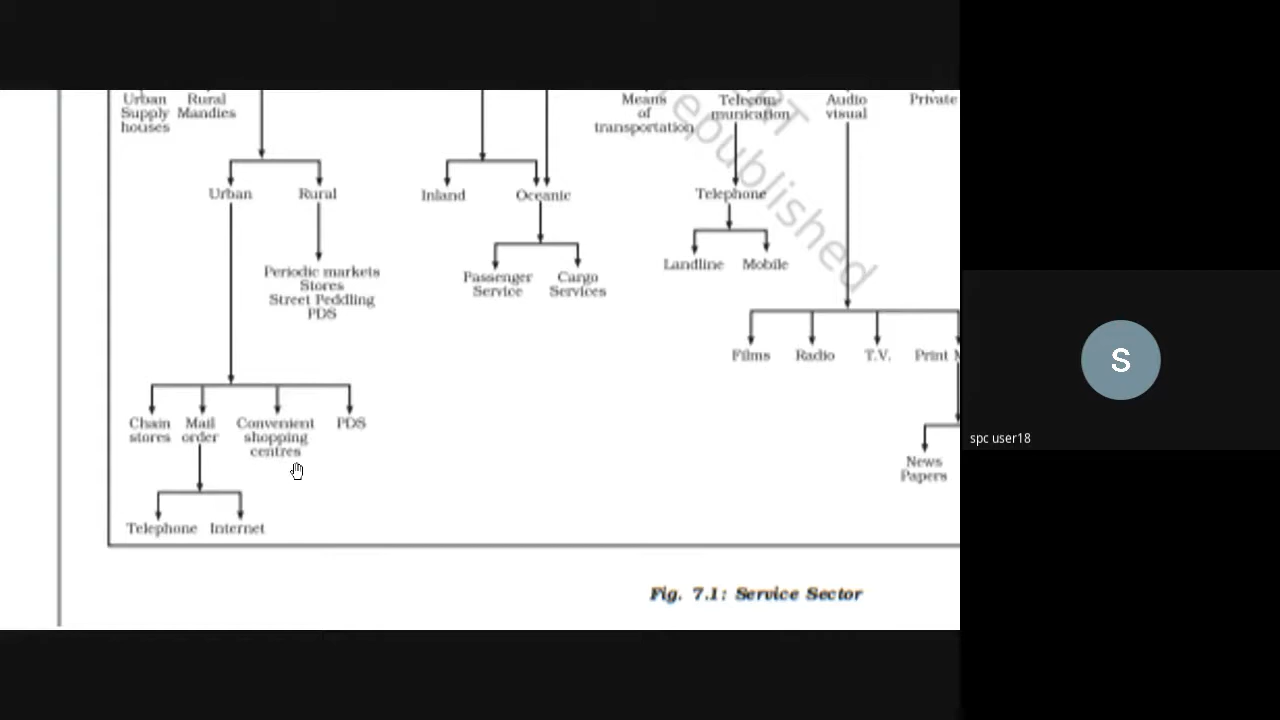 Urban Rural
Supply Mandies
houses
Means
of
transportation
Telecom-
munication
Audio
visual
Private
Urban Rural
Inland Oceanic
Telephone
Landline Mobile
Periodic markets
Stores
Street Peddling
PDS
Passenger
Service
Cargo
Services
Films Radio T.V. Print
Chain
stores
Mail
order
Convenient
shopping
centres
PDS
News
Papers
Telephone Internet
Fig. 7.1: Service Sector
republished
S
spc user18